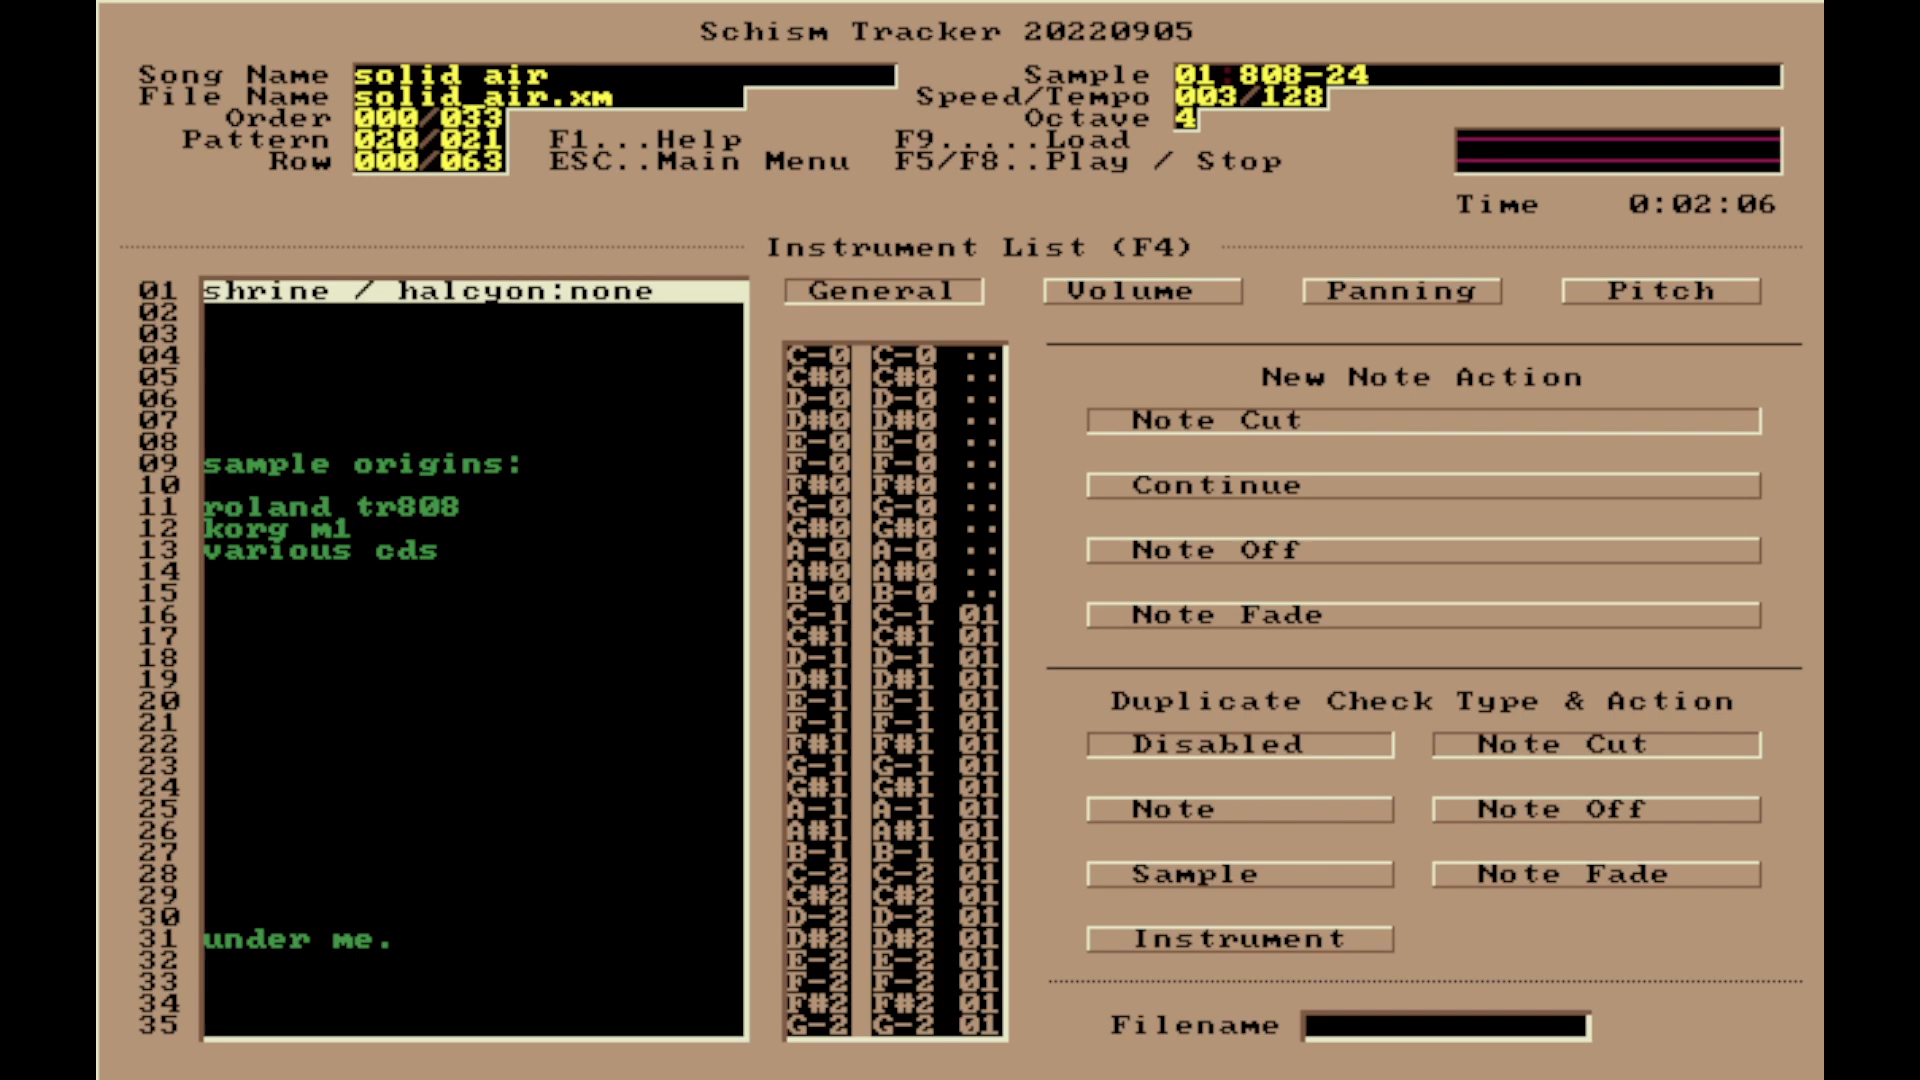 Schism Tracker 20220905
Song Name solid air Sample 01:808-24
File Name solid_air.xm Speed/Tempo 003/128
Order 000/033 Octave 4
Pattern 020/021 F1...Help F9.....Load
Row 000/063 ESC..Main Menu F5/F8..Play / Stop
Time 0:02:06
Instrument List (F4)
01 shrine / halcyon:none General Volume Panning Pitch
02
03
04 C-0 C-0 ..
05 C#0 C#0 .. New Note Action
06 D-0 D-0 ..
07 D#0 D#0 .. Note Cut
08 E-0 E-0 ..
09 sample origins: F-0 F-0 ..
10 F#0 F#0 .. Continue
11 roland tr808 G-0 G-0 ..
12 korg m1 G#0 G#0 ..
13 various cds A-0 A-0 .. Note Off
14 A#0 A#0 ..
15 B-0 B-0 ..
16 C-1 C-1 01 Note Fade
17 C#1 C#1 01
18 D-1 D-1 01
19 D#1 D#1 01
20 E-1 E-1 01 Duplicate Check Type & Action
21 F-1 F-1 01
22 F#1 F#1 01 Disabled Note Cut
23 G-1 G-1 01
24 G#1 G#1 01
25 A-1 A-1 01 Note Note Off
26 A#1 A#1 01
27 B-1 B-1 01
28 C-2 C-2 01 Sample Note Fade
29 C#2 C#2 01
30 D-2 D-2 01
31 under me. D#2 D#2 01 Instrument
32 E-2 E-2 01
33 F-2 F-2 01
34 F#2 F#2 01
35 G-2 G-2 01 Filename